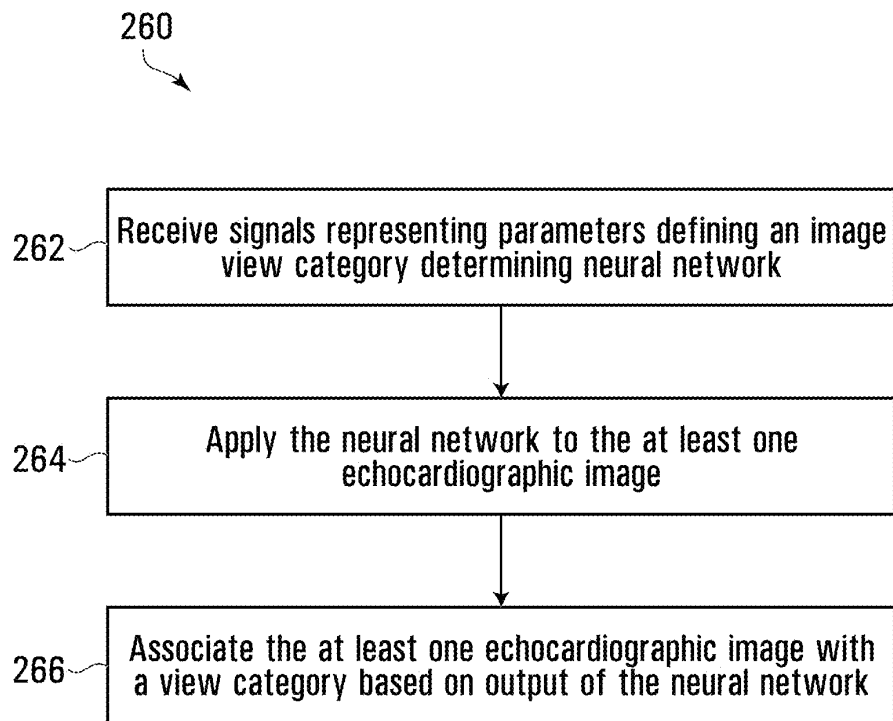 260
262
Receive signals representing parameters defining an image
view category determining neural network
264
Apply the neural network to the at least one
echocardiographic image
266
Associate the at least one echocardiographic image with
a view category based on output of the neural network